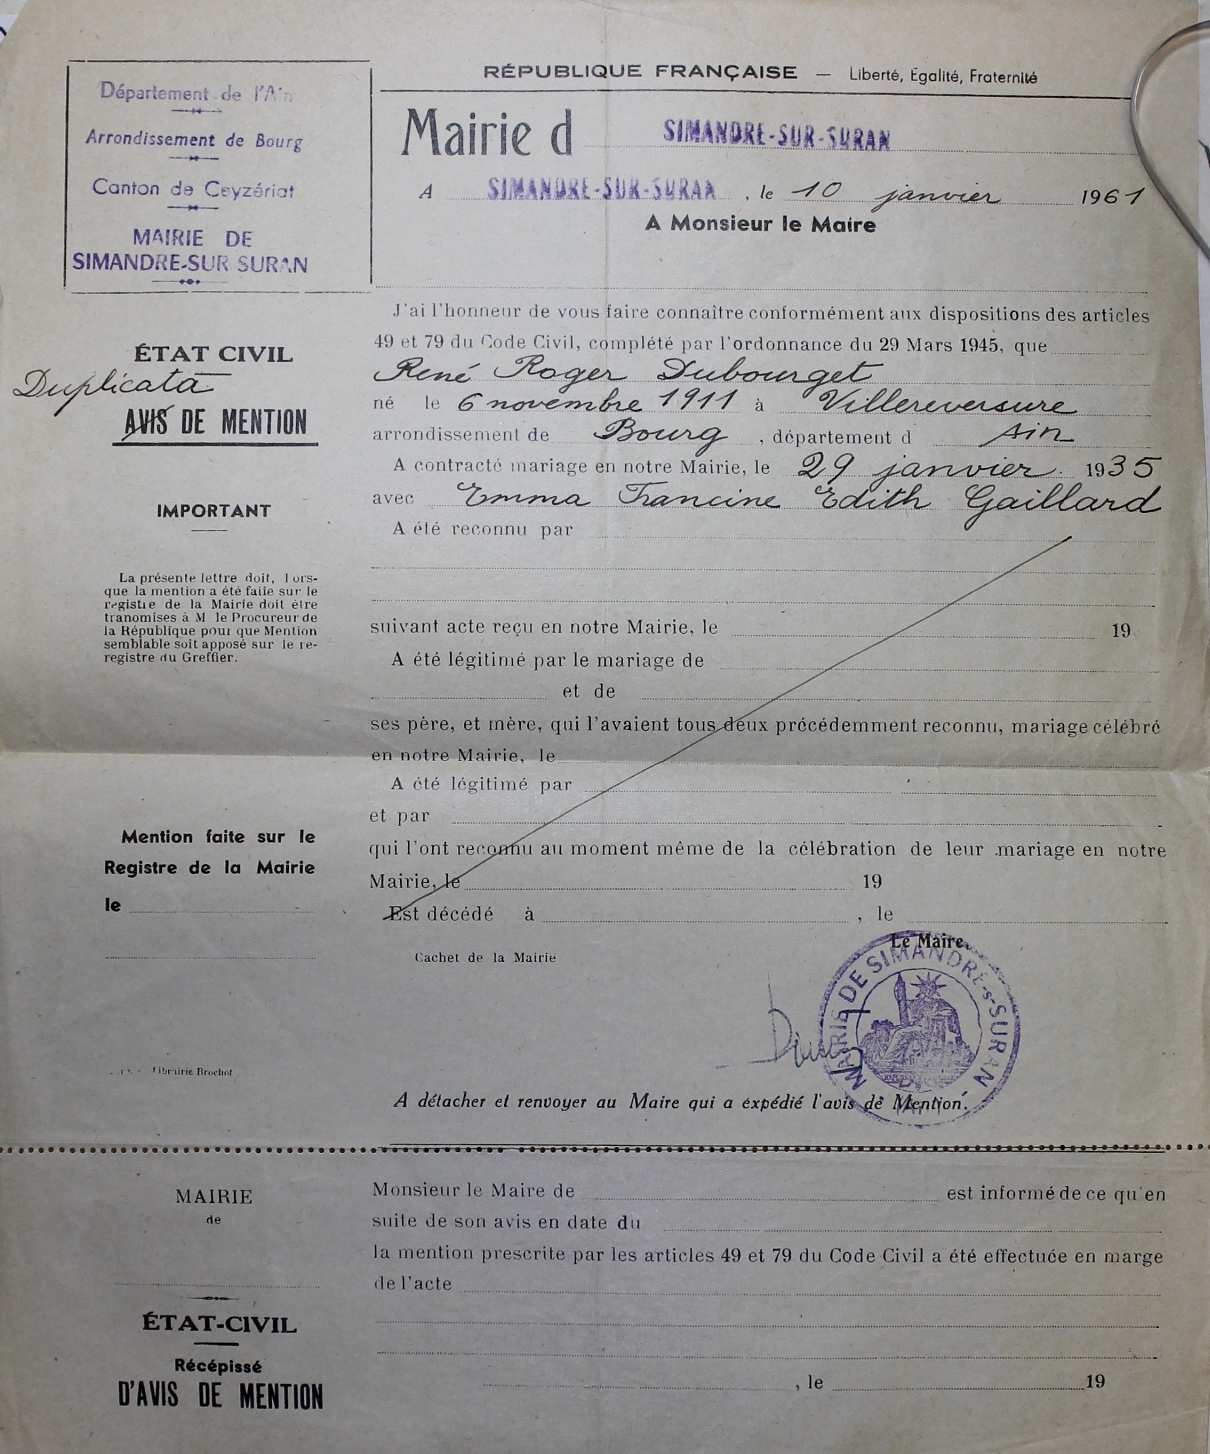 RÉPUBLIQUE FRANÇAISE — Liberté, Égalité, Fraternité
Département de l'Ain
Arrondissement de Bourg
Canton de Ceyzériat
MAIRIE DE
SIMANDRE-SUR SURAN
Mairie d SIMANDRE-SUR-SURAN
A SIMANDRE-SUR-SURAN, le 10 janvier 1961
A Monsieur le Maire
J'ai l'honneur de vous faire connaître conformément aux dispositions des articles
49 et 79 du Code Civil, complété par l'ordonnance du 29 Mars 1945, que
René Roger Dubourget
né le 6 novembre 1911 à Villereversure
arrondissement de Bourg, département d Ain
A contracté mariage en notre Mairie, le 29 janvier 1935
avec Emma Francine Edith Gaillard
A été reconnu par
suivant acte reçu en notre Mairie, le 19
A été légitimé par le mariage de
et de
ses père, et mère, qui l'avaient tous deux précédemment reconnu, mariage célébré
en notre Mairie, le
A été légitimé par
et par
qui l'ont reconnu au moment même de la célébration de leur mariage en notre
Mairie, le 19
Est décédé à , le
Le Maire,
Cachet de la Mairie
MAIRIE DE SIMANDRE-s-SURAN
A détacher et renvoyer au Maire qui a expédié l'avis de Mention.
ÉTAT CIVIL
Duplicata
AVIS DE MENTION
IMPORTANT
La présente lettre doit, lors-
que la mention a été faite sur le
registre de la Mairie doit être
tranomises à M le Procureur de
la République pour que Mention
semblable soit apposé sur le re-
registre du Greffier.
Mention faite sur le
Registre de la Mairie
le
Librairie Brochot
MAIRIE
de
ÉTAT-CIVIL
Récépissé
D'AVIS DE MENTION
Monsieur le Maire de est informé de ce qu'en
suite de son avis en date du
la mention prescrite par les articles 49 et 79 du Code Civil a été effectuée en marge
de l'acte
, le 19